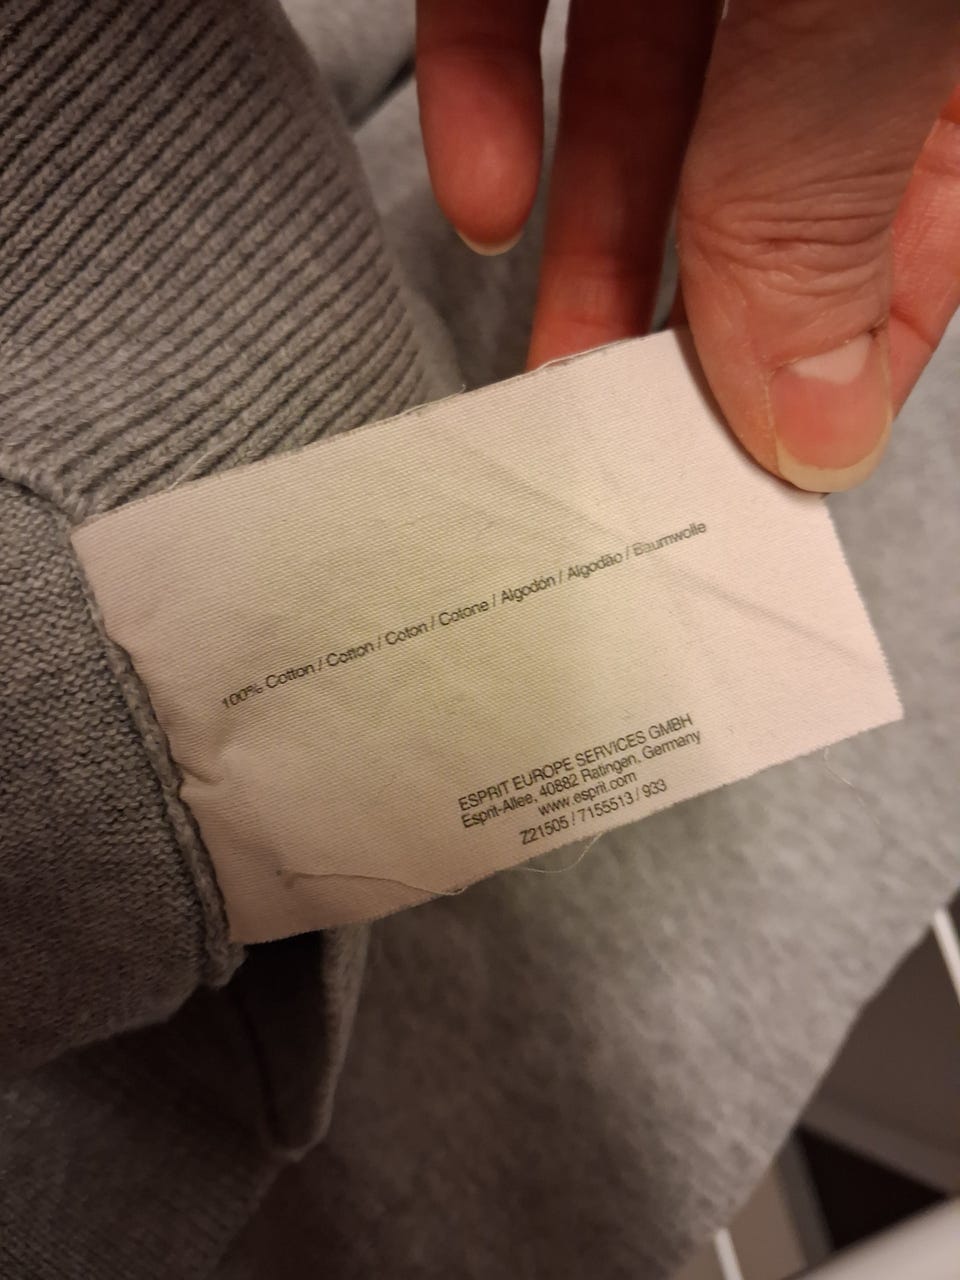 100% Cotton / Cotton / Coton / Cotone / Algodón / Algodão / Baumwolle
ESPRIT EUROPE SERVICES GMBH
Esprit-Allee, 40882 Ratingen, Germany
www.esprit.com
Z21505 / 7155513 / 933